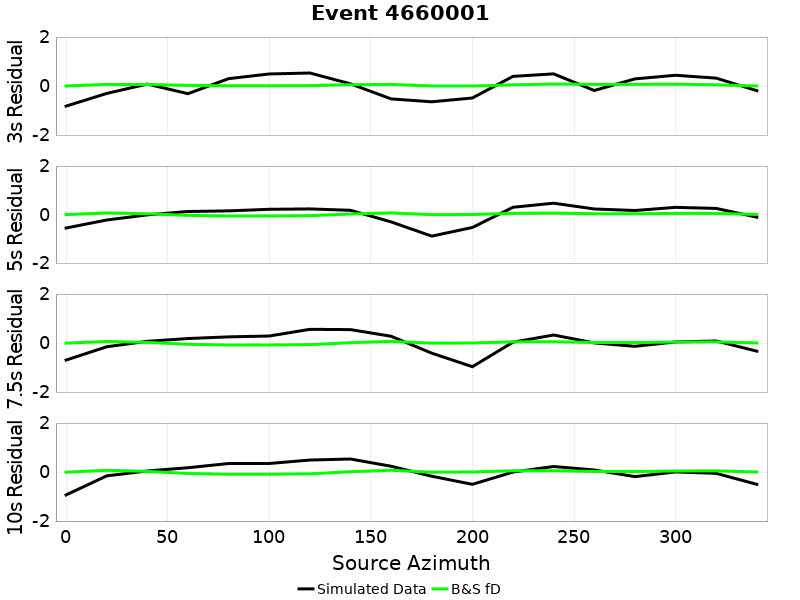 Event 4660001
2
0
-2
3s Residual
2
0
-2
5s Residual
2
0
-2
7.5s Residual
2
0
-2
10s Residual
0 50 100 150 200 250 300
Source Azimuth
Simulated Data B&S fD